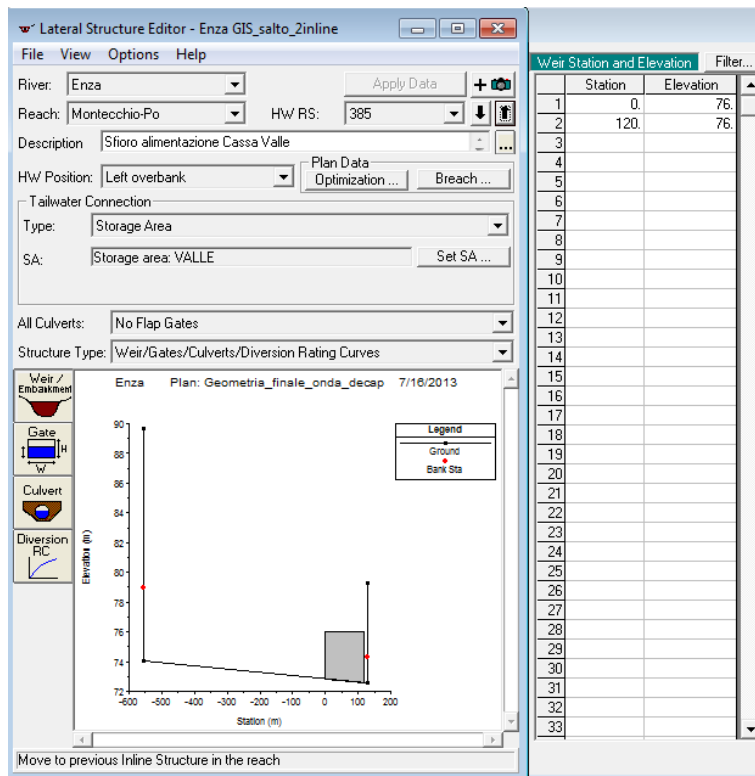 Lateral Structure Editor - Enza GIS_salto_2inline
File View Options Help
River: Enza Apply Data
Reach: Montecchio-Po HW RS: 385
Description Sfioro alimentazione Cassa Valle ...
HW Position: Left overbank Plan Data Optimization ... Breach ...
Tailwater Connection
Type: Storage Area
SA: Storage area: VALLE Set SA ...
All Culverts: No Flap Gates
Structure Type: Weir/Gates/Culverts/Diversion Rating Curves
Weir / Embankment
Gate
H
W
Culvert
Diversion RC
Enza Plan: Geometria_finale_onda_decap 7/16/2013
Legend
Ground
Bank Sta
Elevation (m)
90
88
86
84
82
80
78
76
74
72
-600 -500 -400 -300 -200 -100 0 100 200
Station (m)
Move to previous Inline Structure in the reach
Weir Station and Elevation Filter...
Station Elevation
1 0. 76.
2 120. 76.
3
4
5
6
7
8
9
10
11
12
13
14
15
16
17
18
19
20
21
22
23
24
25
26
27
28
29
30
31
32
33